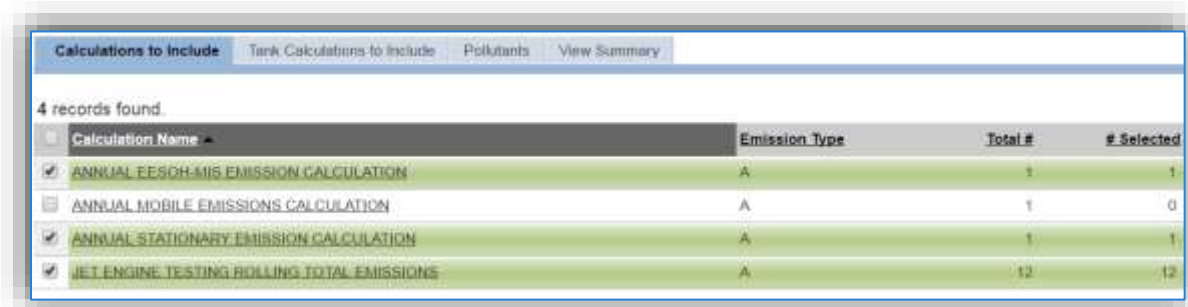 Calculations to Include Tank Calculations to Include Pollutants View Summary
4 records found.
Calculation Name Emission Type Total # # Selected
ANNUAL EESOH-MIS EMISSION CALCULATION A 1 1
ANNUAL MOBILE EMISSIONS CALCULATION A 1 0
ANNUAL STATIONARY EMISSION CALCULATION A 1 1
JET ENGINE TESTING ROLLING TOTAL EMISSIONS A 12 12